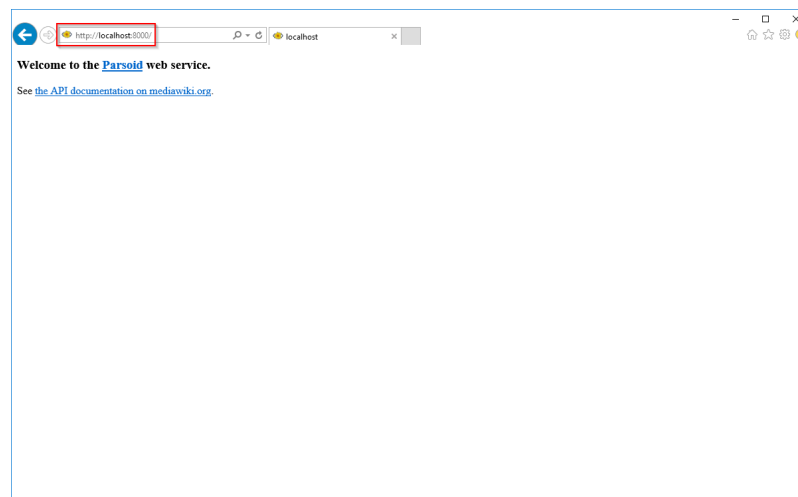 http://localhost:8000/
localhost
Welcome to the Parsoid web service.
See the API documentation on mediawiki.org.